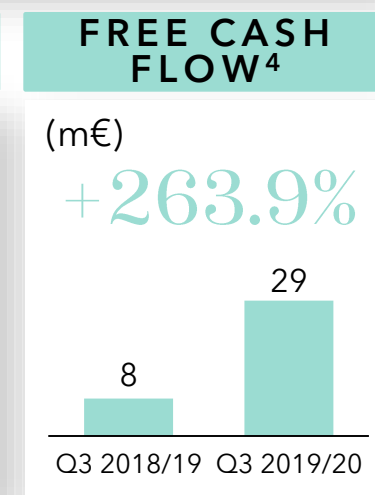 FREE CASH
FLOW⁴
(m€)
+263.9%
29
8
Q3 2018/19 Q3 2019/20